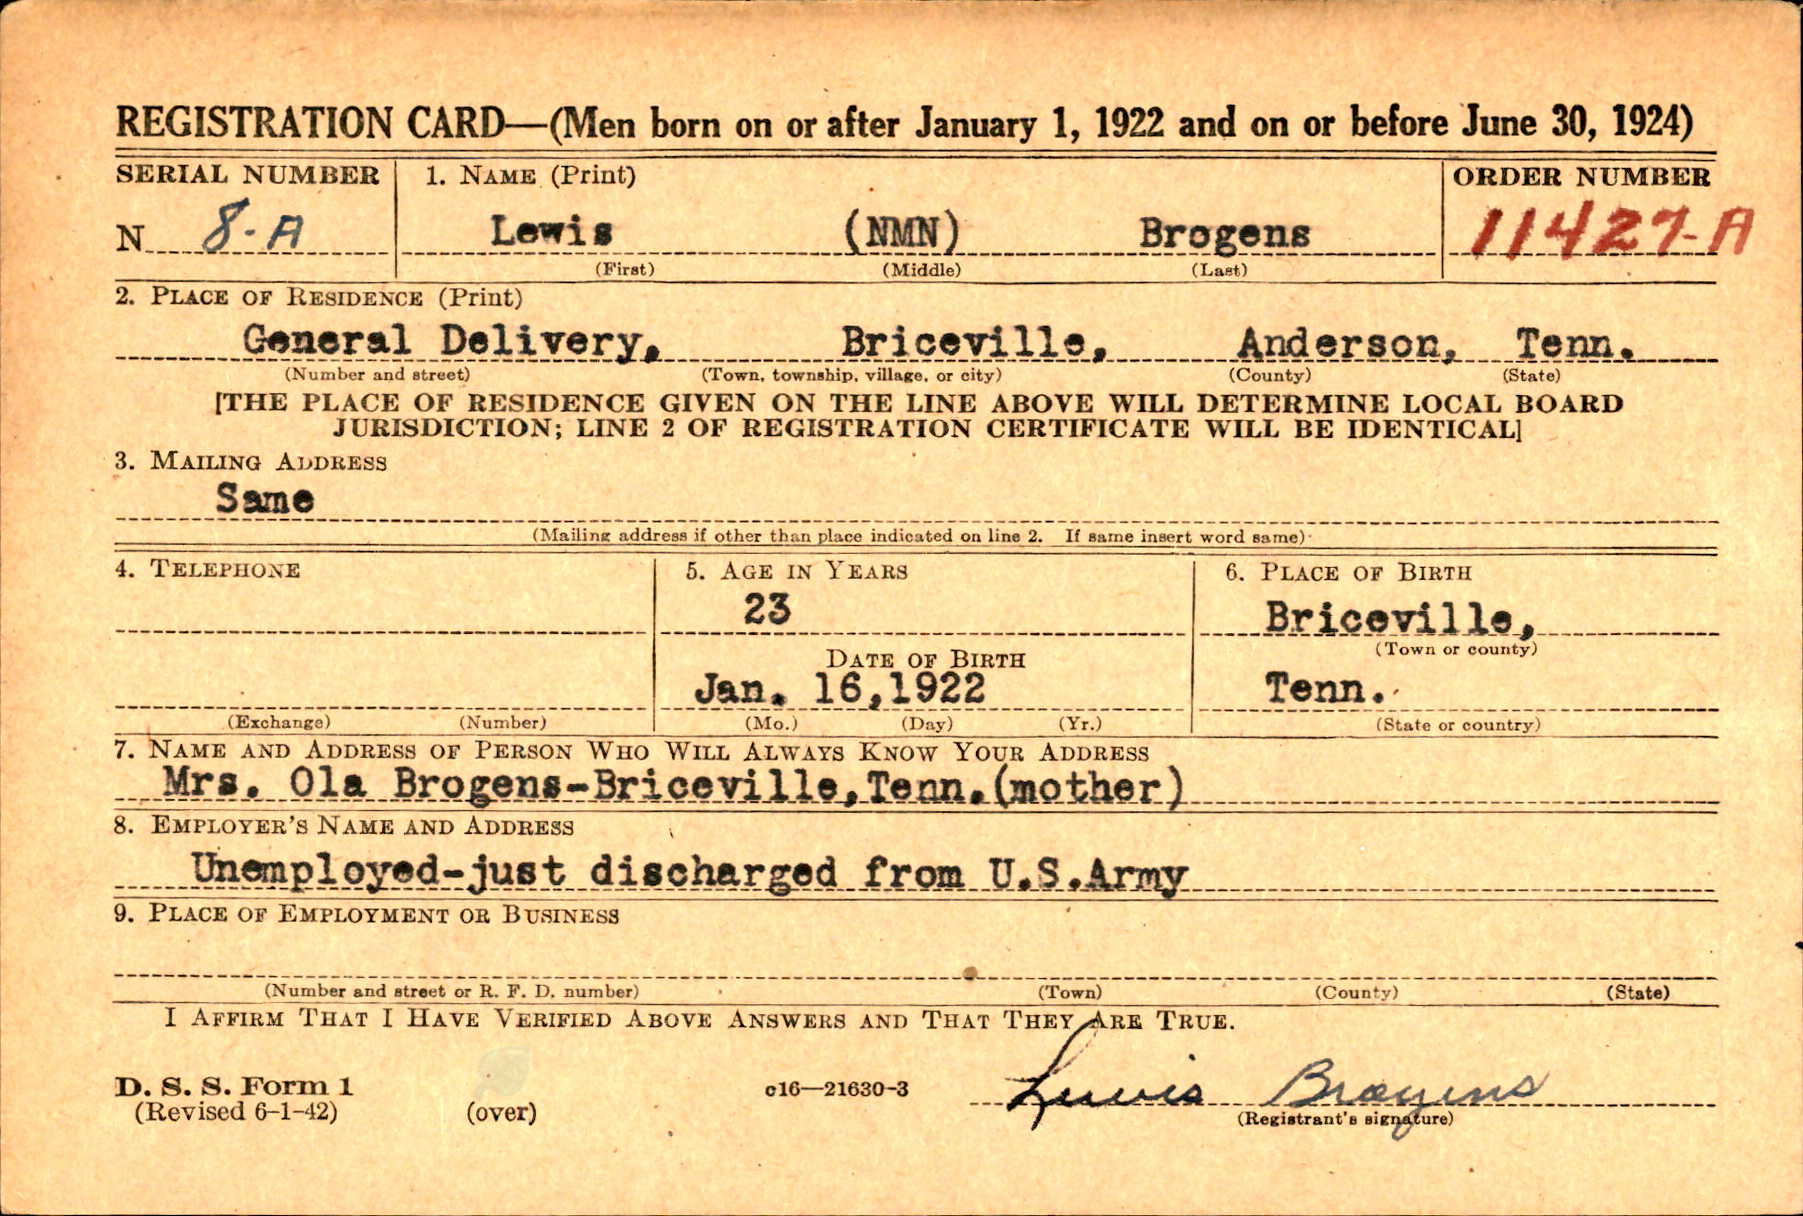 REGISTRATION CARD—(Men born on or after January 1, 1922 and on or before June 30, 1924)
SERIAL NUMBER 1. NAME (Print) ORDER NUMBER
N 8-A Lewis (NMN) Brogens 11427-A
(First) (Middle) (Last)
2. PLACE OF RESIDENCE (Print)
General Delivery, Briceville, Anderson, Tenn.
(Number and street) (Town, township, village, or city) (County) (State)
[THE PLACE OF RESIDENCE GIVEN ON THE LINE ABOVE WILL DETERMINE LOCAL BOARD
JURISDICTION; LINE 2 OF REGISTRATION CERTIFICATE WILL BE IDENTICAL]
3. MAILING ADDRESS
Same
(Mailing address if other than place indicated on line 2. If same insert word same)
4. TELEPHONE 5. AGE IN YEARS 6. PLACE OF BIRTH
23 Briceville,
(Town or county)
DATE OF BIRTH
Jan. 16,1922 Tenn.
(Exchange) (Number) (Mo.) (Day) (Yr.) (State or country)
7. NAME AND ADDRESS OF PERSON WHO WILL ALWAYS KNOW YOUR ADDRESS
Mrs. Ola Brogens-Briceville,Tenn.(mother)
8. EMPLOYER'S NAME AND ADDRESS
Unemployed-just discharged from U.S.Army
9. PLACE OF EMPLOYMENT OR BUSINESS
(Number and street or R. F. D. number) (Town) (County) (State)
I AFFIRM THAT I HAVE VERIFIED ABOVE ANSWERS AND THAT THEY ARE TRUE.
D. S. S. Form 1 c16—21630-3 Lewis Brogens
(Revised 6-1-42) (over) (Registrant's signature)